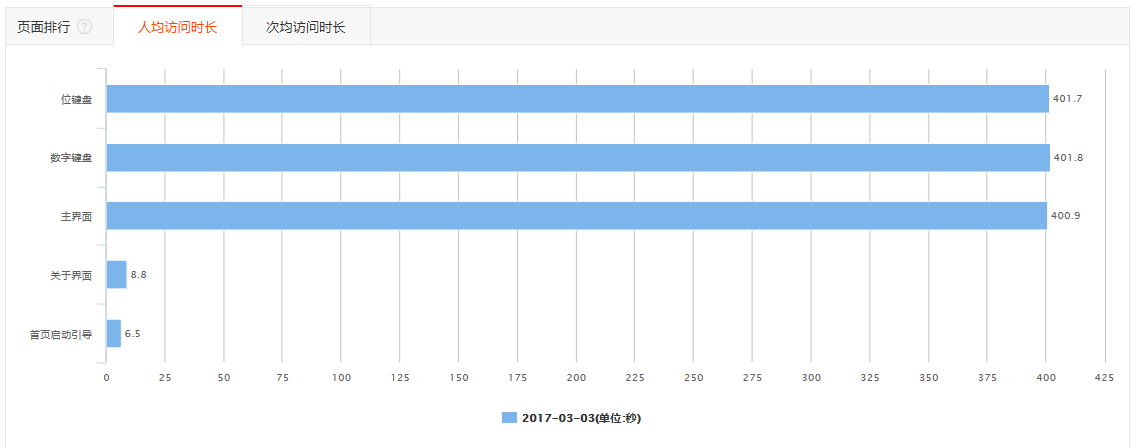 页面排行 ? 人均访问时长 次均访问时长
位键盘 401.7
数字键盘 401.8
主界面 400.9
关于界面 8.8
首页启动引导 6.5
0 25 50 75 100 125 150 175 200 225 250 275 300 325 350 375 400 425
2017-03-03(单位:秒)